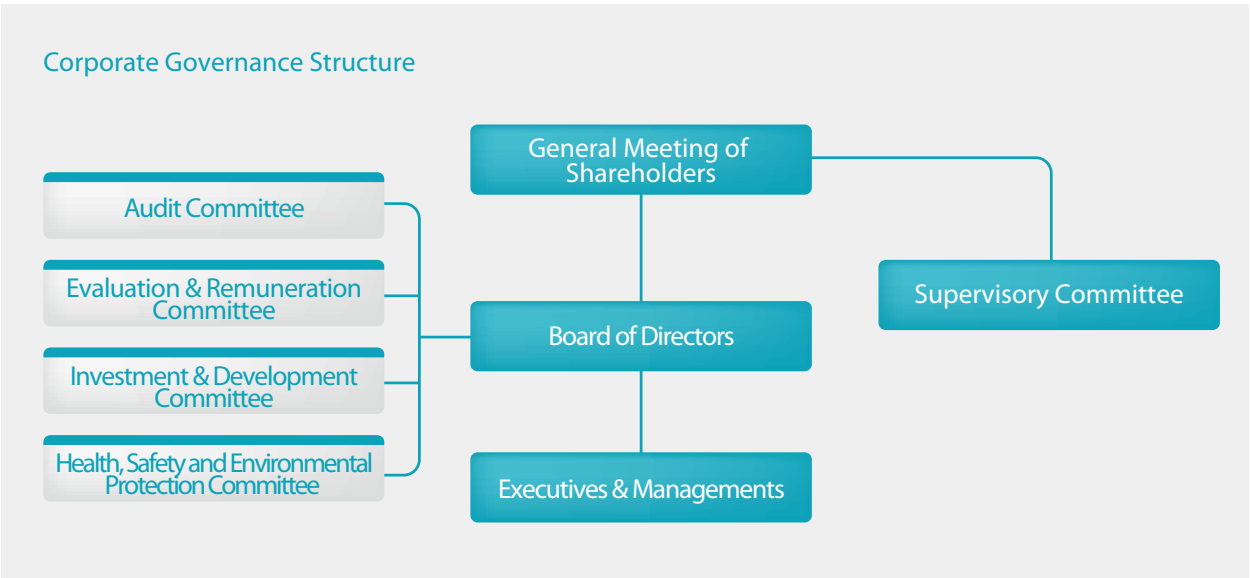 Corporate Governance Structure
General Meeting of
Shareholders
Audit Committee
Evaluation & Remuneration
Committee
Supervisory Committee
Board of Directors
Investment & Development
Committee
Health, Safety and Environmental
Protection Committee
Executives & Managements